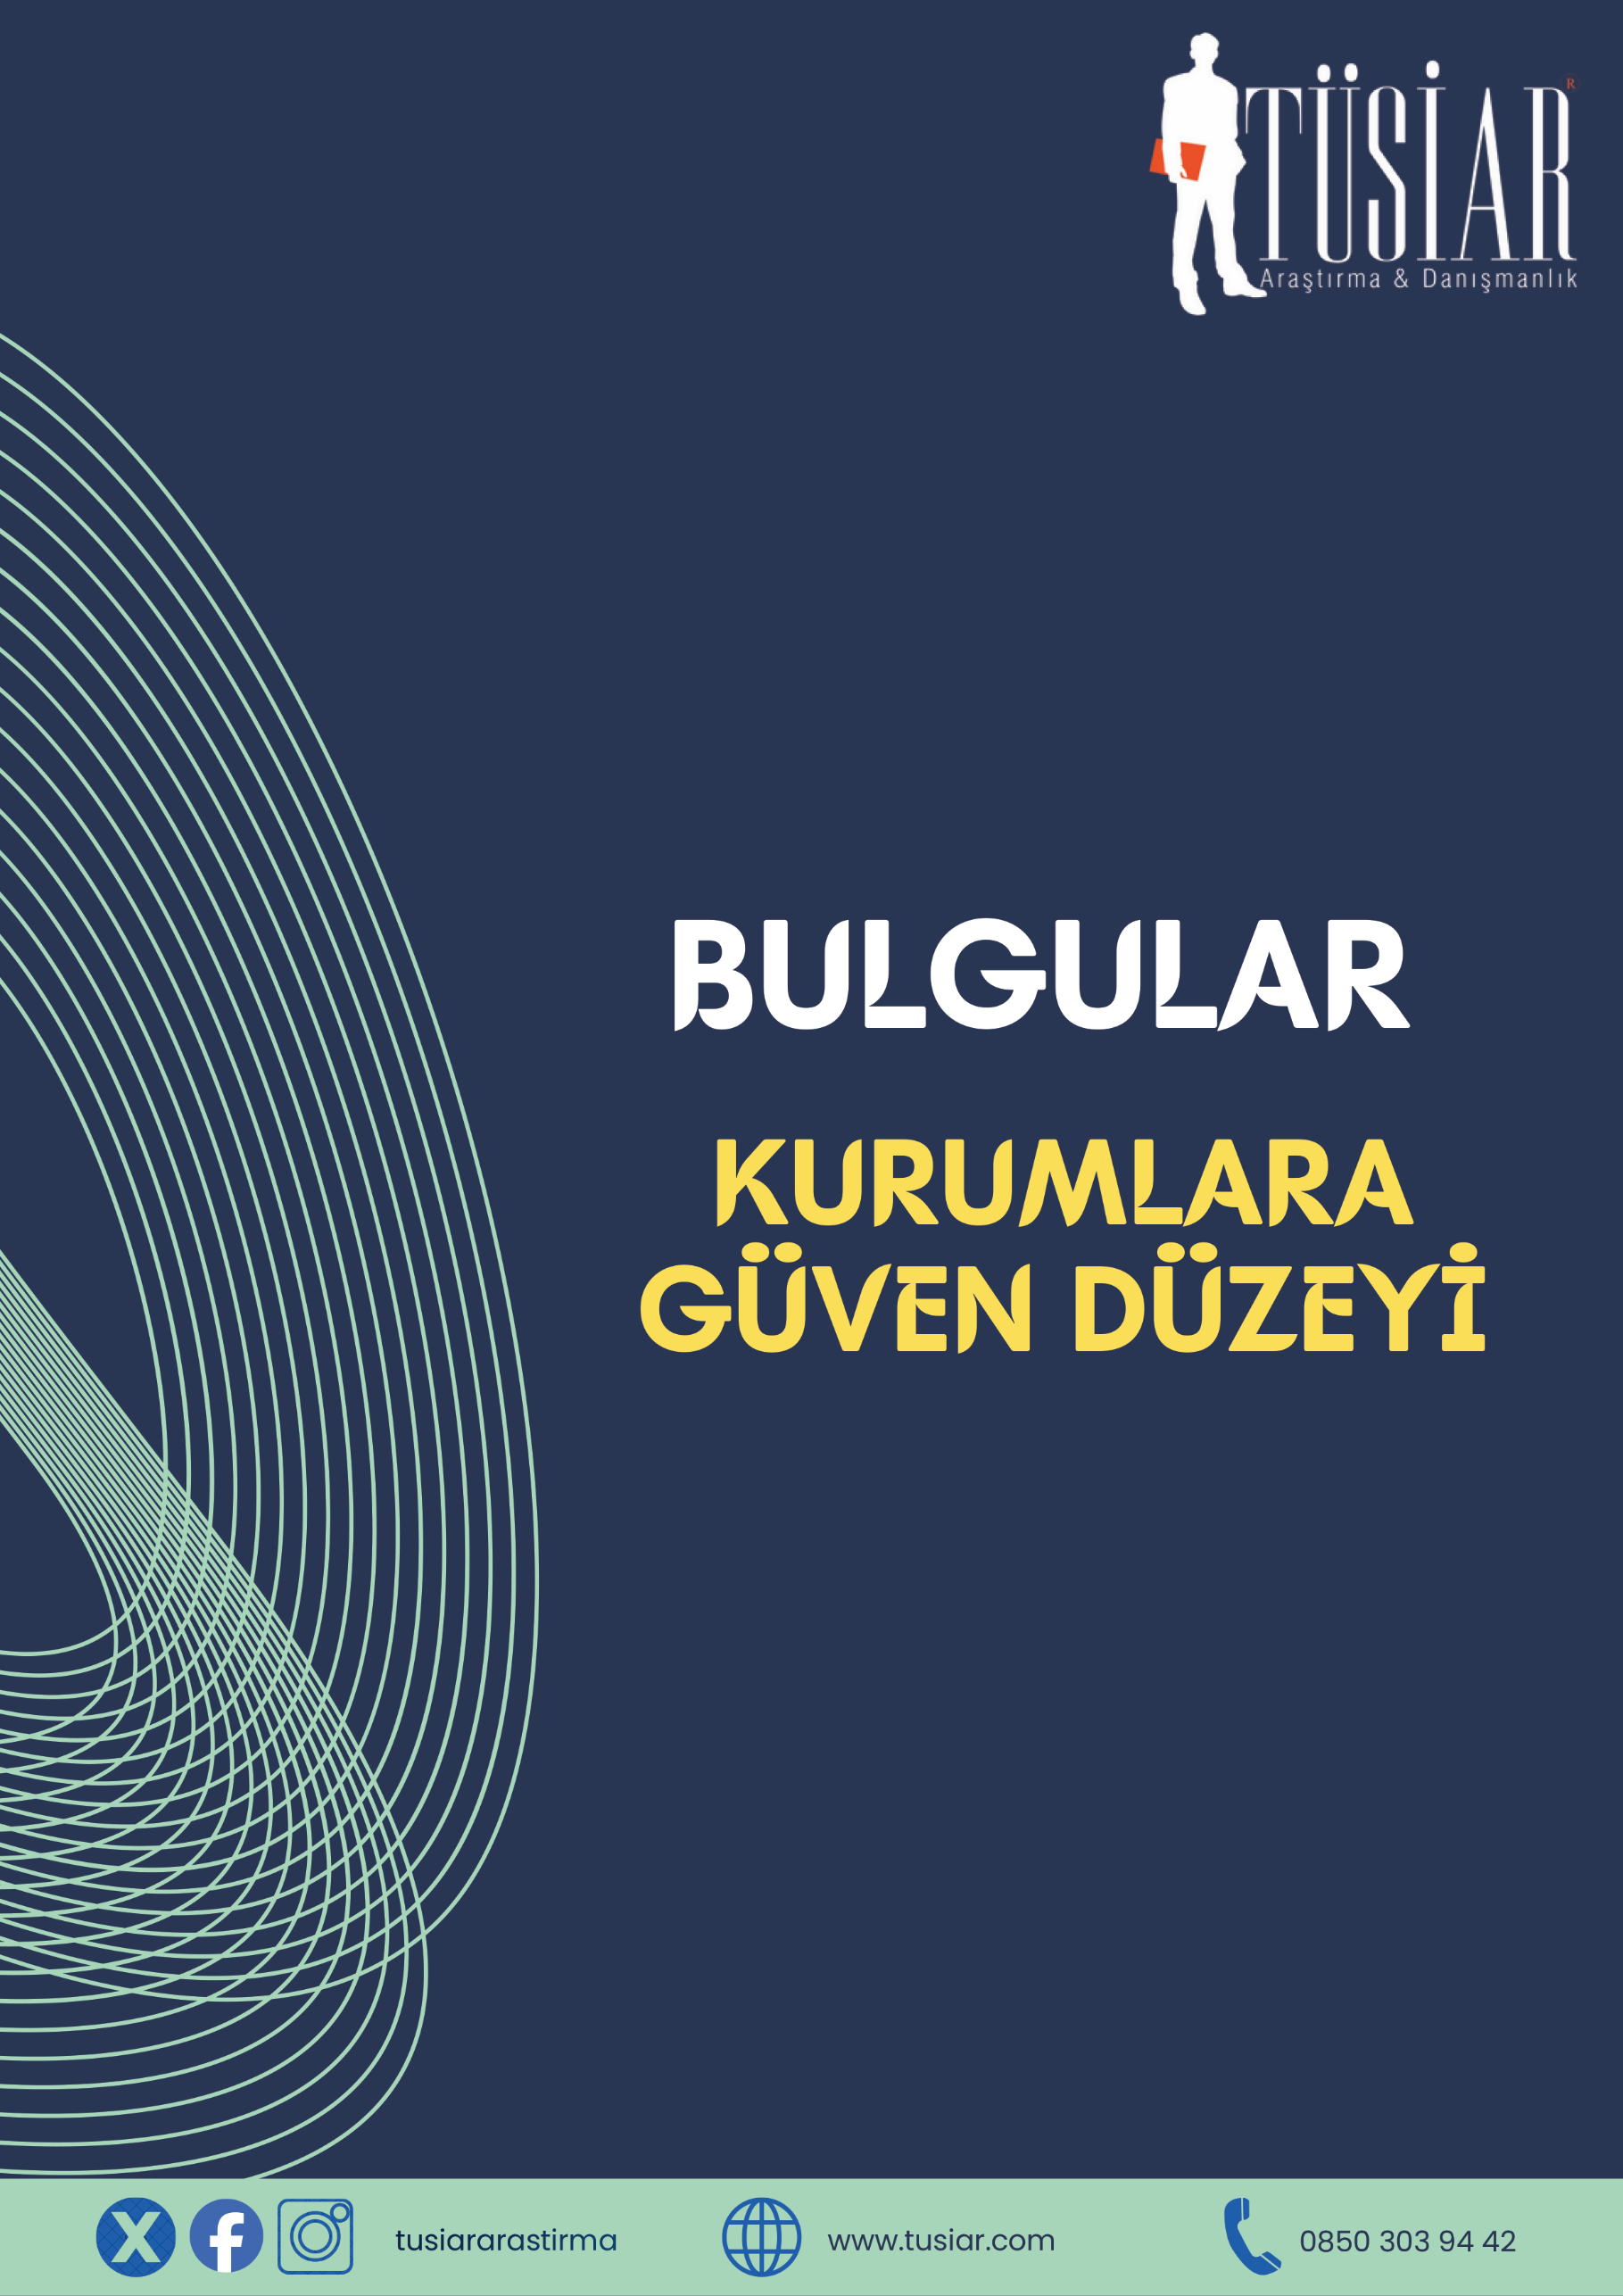 TÜSİAR®
Araştırma & Danışmanlık
BULGULAR
KURUMLARA
GÜVEN DÜZEYİ
tusiararastirma
www.tusiar.com
0850 303 94 42